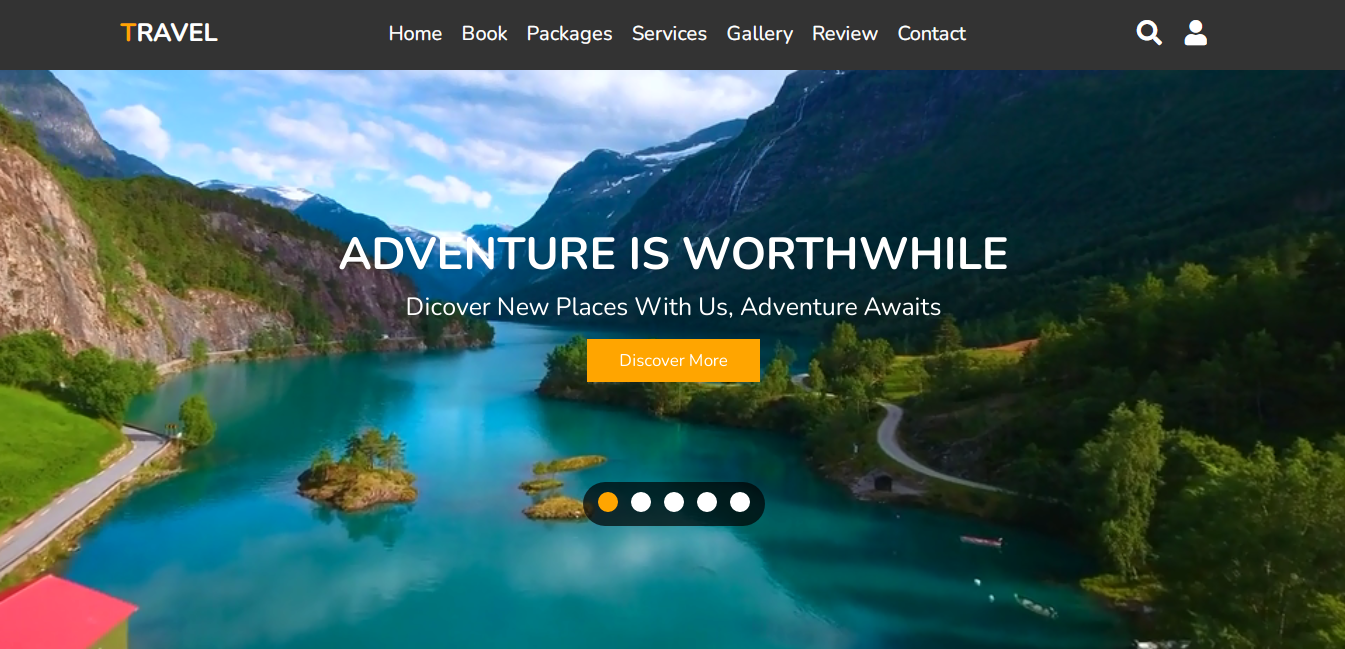 TRAVEL Home Book Packages Services Gallery Review Contact
ADVENTURE IS WORTHWHILE
Dicover New Places With Us, Adventure Awaits
Discover More